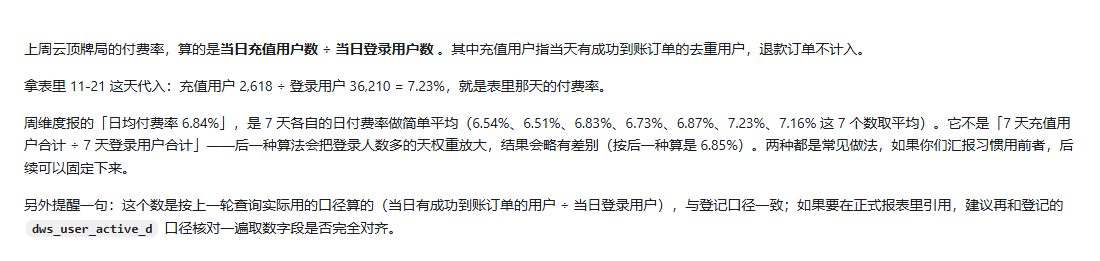 上周云顶牌局的付费率，算的是当日充值用户数 ÷ 当日登录用户数 。其中充值用户指当天有成功到账订单的去重用户，退款订单不计入。
拿表里 11-21 这天代入：充值用户 2,618 ÷ 登录用户 36,210 = 7.23%，就是表里那天的付费率。
周维度报的「日均付费率 6.84%」，是 7 天各自的日付费率做简单平均（6.54%、6.51%、6.83%、6.73%、6.87%、7.23%、7.16% 这 7 个数取平均）。它不是「7 天充值用
户合计 ÷ 7 天登录用户合计」——后一种算法会把登录人数多的天权重放大，结果会略有差别（按后一种算是 6.85%）。两种都是常见做法，如果你们汇报习惯用前者，后
续可以固定下来。
另外提醒一句：这个数是按上一轮查询实际用的口径算的（当日有成功到账订单的用户 ÷ 当日登录用户），与登记口径一致；如果要在正式报表里引用，建议再和登记的
dws_user_active_d 口径核对一遍取数字段是否完全对齐。